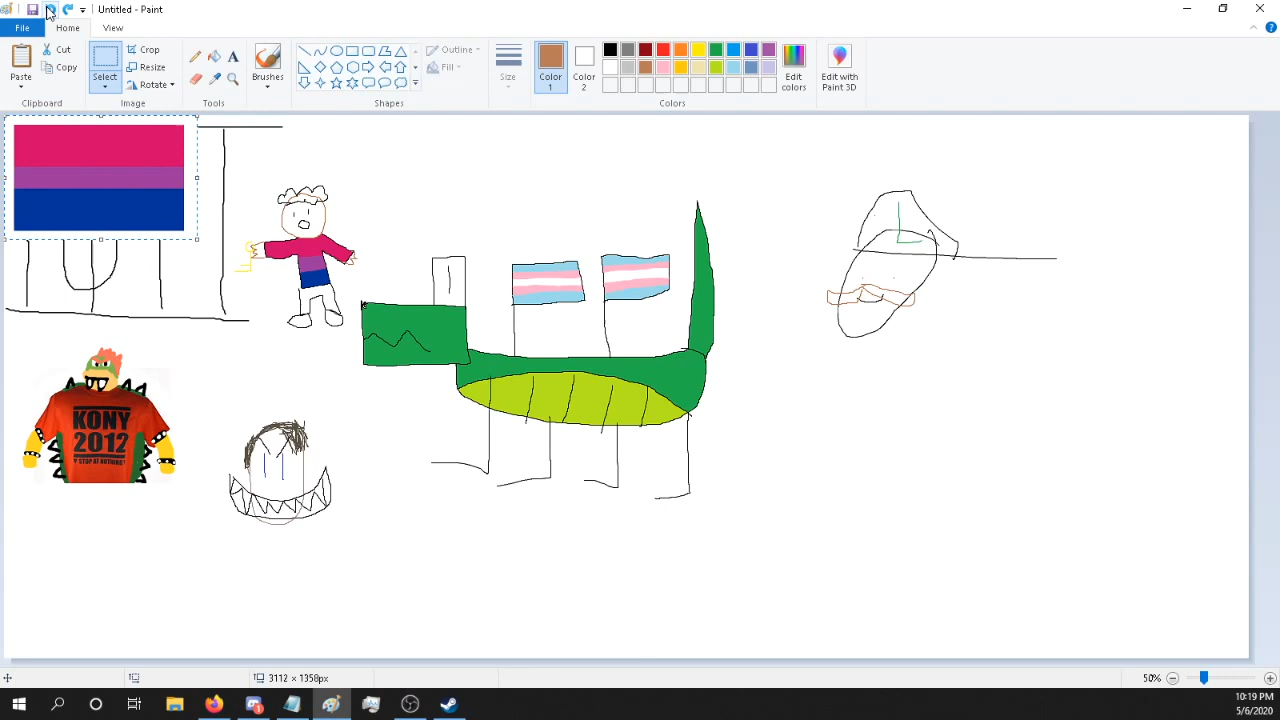 Untitled - Paint
File Home View
Paste
Cut
Copy
Clipboard
Select
Crop
Resize
Rotate
Image
A
Tools
Brushes
Outline
Fill
Shapes
Size
Color
1
Color
2
Edit
colors
Colors
Edit with
Paint 3D
L
KONY
2012
STOP AT NOTHING
3112 × 1358px
50%
10:19 PM
5/6/2020